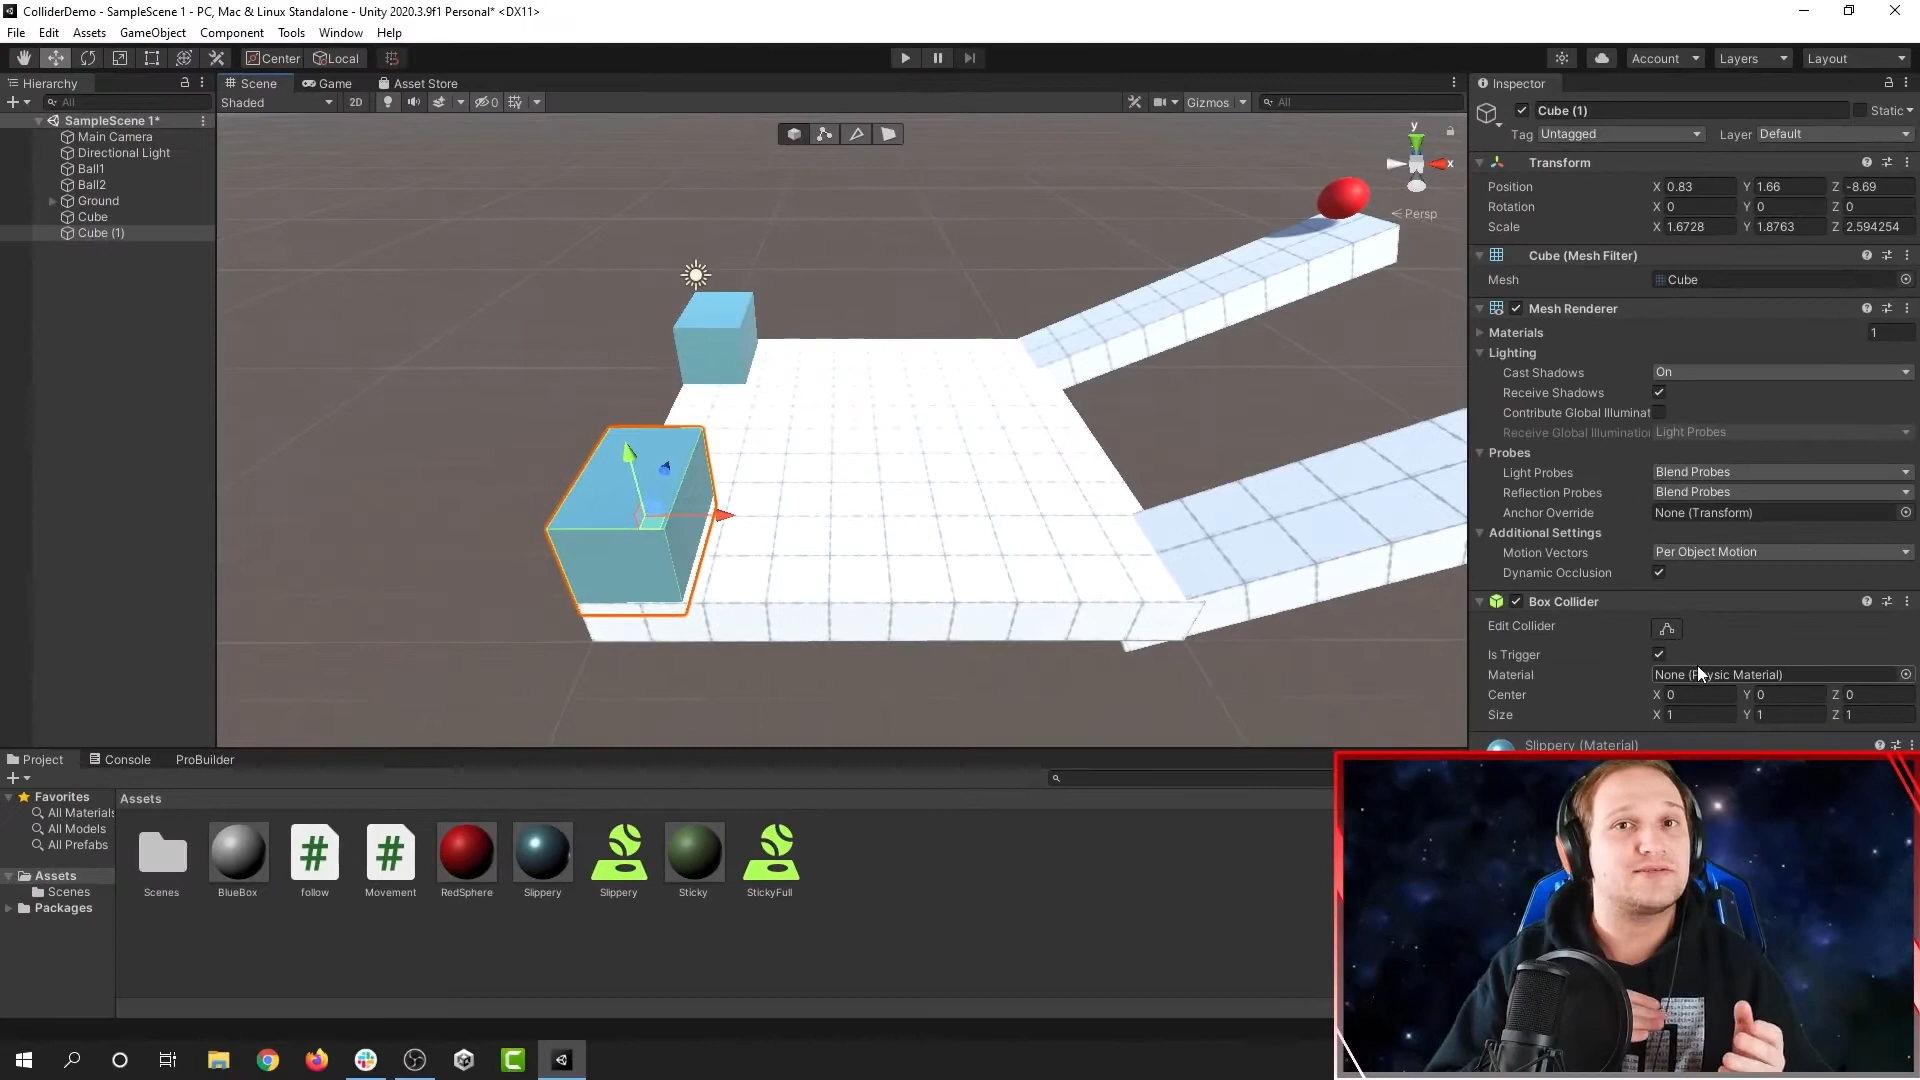 ColliderDemo - SampleScene 1 - PC, Mac & Linux Standalone - Unity 2020.3.9f1 Personal* <DX11>
File Edit Assets GameObject Component Tools Window Help
Center Local Account Layers Layout
Hierarchy
All
SampleScene 1*
Main Camera
Directional Light
Ball1
Ball2
Ground
Cube
Cube (1)
Scene Game Asset Store
Shaded 2D 0 Gizmos All
y
x
Persp
Inspector
Cube (1) Static
Tag Untagged Layer Default
Transform
Position X 0.83 Y 1.66 Z -8.69
Rotation X 0 Y 0 Z 0
Scale X 1.6728 Y 1.8763 Z 2.594254
Cube (Mesh Filter)
Mesh Cube
Mesh Renderer
Materials 1
Lighting
Cast Shadows On
Receive Shadows
Contribute Global Illuminat
Receive Global Illuminatio Light Probes
Probes
Light Probes Blend Probes
Reflection Probes Blend Probes
Anchor Override None (Transform)
Additional Settings
Motion Vectors Per Object Motion
Dynamic Occlusion
Box Collider
Edit Collider
Is Trigger
Material None (Physic Material)
Center X 0 Y 0 Z 0
Size X 1 Y 1 Z 1
Slippery (Material)
Project Console ProBuilder
Favorites
All Materials
All Models
All Prefabs
Assets
Scenes
Packages
Assets
Scenes BlueBox follow Movement RedSphere Slippery Slippery Sticky StickyFull